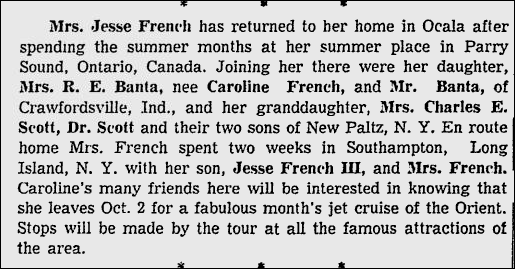 * * *
Mrs. Jesse French has returned to her home in Ocala after
spending the summer months at her summer place in Parry
Sound, Ontario, Canada. Joining her there were her daughter,
Mrs. R. E. Banta, nee Caroline French, and Mr. Banta, of
Crawfordsville, Ind., and her granddaughter, Mrs. Charles E.
Scott, Dr. Scott and their two sons of New Paltz, N. Y. En route
home Mrs. French spent two weeks in Southampton, Long
Island, N. Y. with her son, Jesse French III, and Mrs. French.
Caroline's many friends here will be interested in knowing that
she leaves Oct. 2 for a fabulous month's jet cruise of the Orient.
Stops will be made by the tour at all the famous attractions of
the area.
* * *